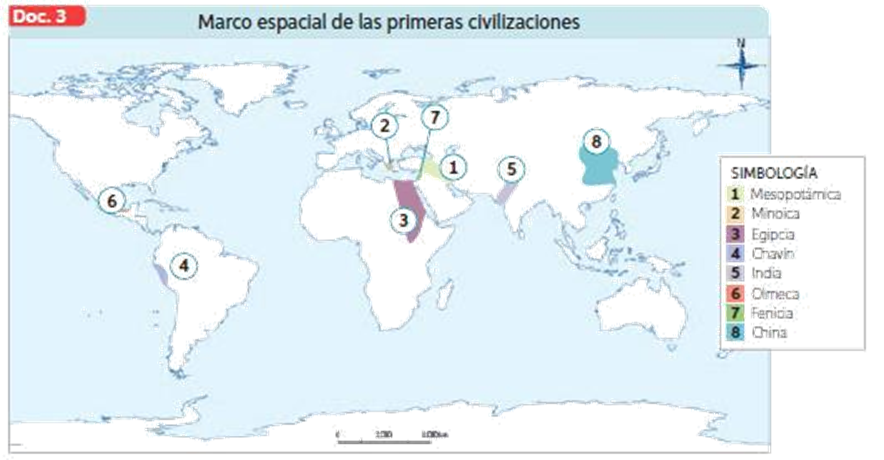 Doc. 3
Marco espacial de las primeras civilizaciones
N
2
7
8
1
5
6
3
4
SIMBOLOGÍA
1 Mesopotámica
2 Minoica
3 Egipcia
4 Chavín
5 India
6 Olmeca
7 Fenicia
8 China
0